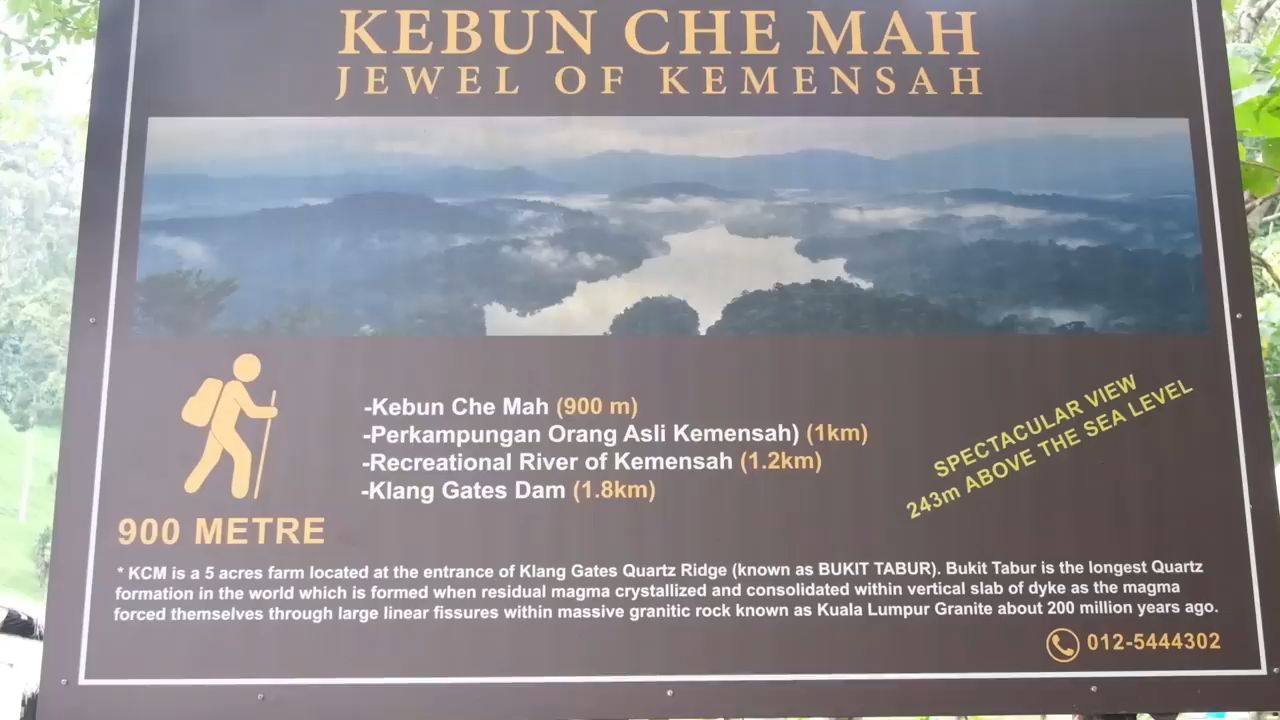 KEBUN CHE MAH
JEWEL OF KEMENSAH
-Kebun Che Mah (900 m)
-Perkampungan Orang Asli Kemensah) (1km)
-Recreational River of Kemensah (1.2km)
-Klang Gates Dam (1.8km)
SPECTACULAR VIEW
243m ABOVE THE SEA LEVEL
900 METRE
* KCM is a 5 acres farm located at the entrance of Klang Gates Quartz Ridge (known as BUKIT TABUR). Bukit Tabur is the longest Quartz
formation in the world which is formed when residual magma crystallized and consolidated within vertical slab of dyke as the magma
forced themselves through large linear fissures within massive granitic rock known as Kuala Lumpur Granite about 200 million years ago.
012-5444302